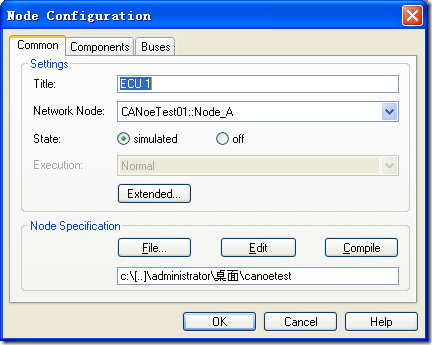 Node Configuration
Common Components Buses
Settings
Title: ECU 1
Network Node: CANoeTest01::Node_A
State: simulated off
Execution: Normal
Extended...
Node Specification
File... Edit Compile
c:\[..]\administrator\桌面\canoetest
OK Cancel Help